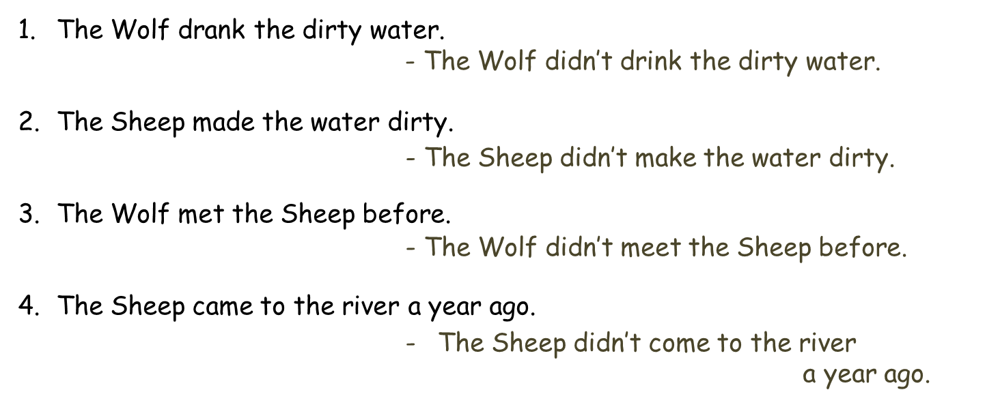 1. The Wolf drank the dirty water.
- The Wolf didn't drink the dirty water.
2. The Sheep made the water dirty.
- The Sheep didn't make the water dirty.
3. The Wolf met the Sheep before.
- The Wolf didn't meet the Sheep before.
4. The Sheep came to the river a year ago.
- The Sheep didn't come to the river
a year ago.